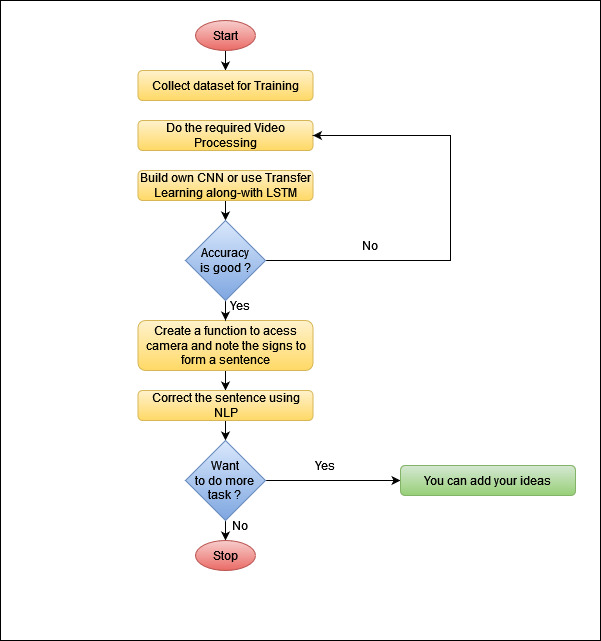 Start
Collect dataset for Training
Do the required Video
Processing
Build own CNN or use Transfer
Learning along-with LSTM
Accuracy
is good ?
No
Yes
Create a function to acess
camera and note the signs to
form a sentence
Correct the sentence using
NLP
Want
to do more
task ?
Yes
You can add your ideas
No
Stop